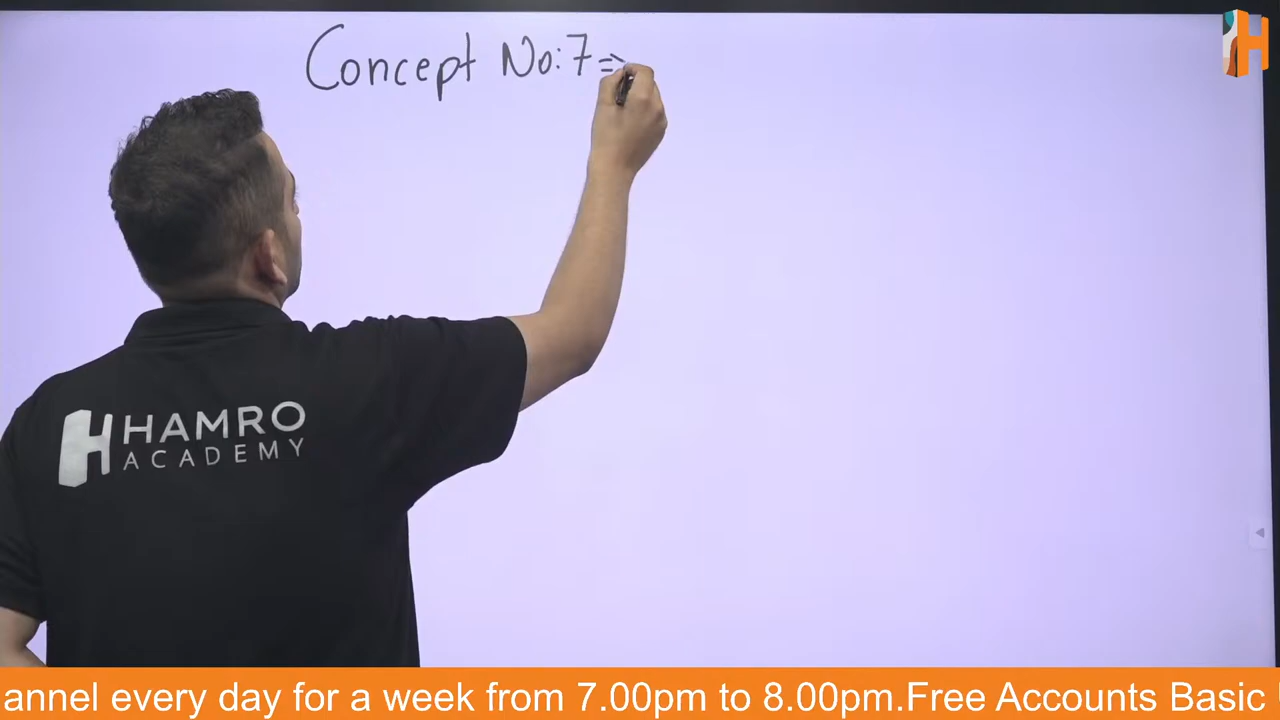 Concept No:7 =>
HAMRO
ACADEMY
annel every day for a week from 7.00pm to 8.00pm.Free Accounts Basic